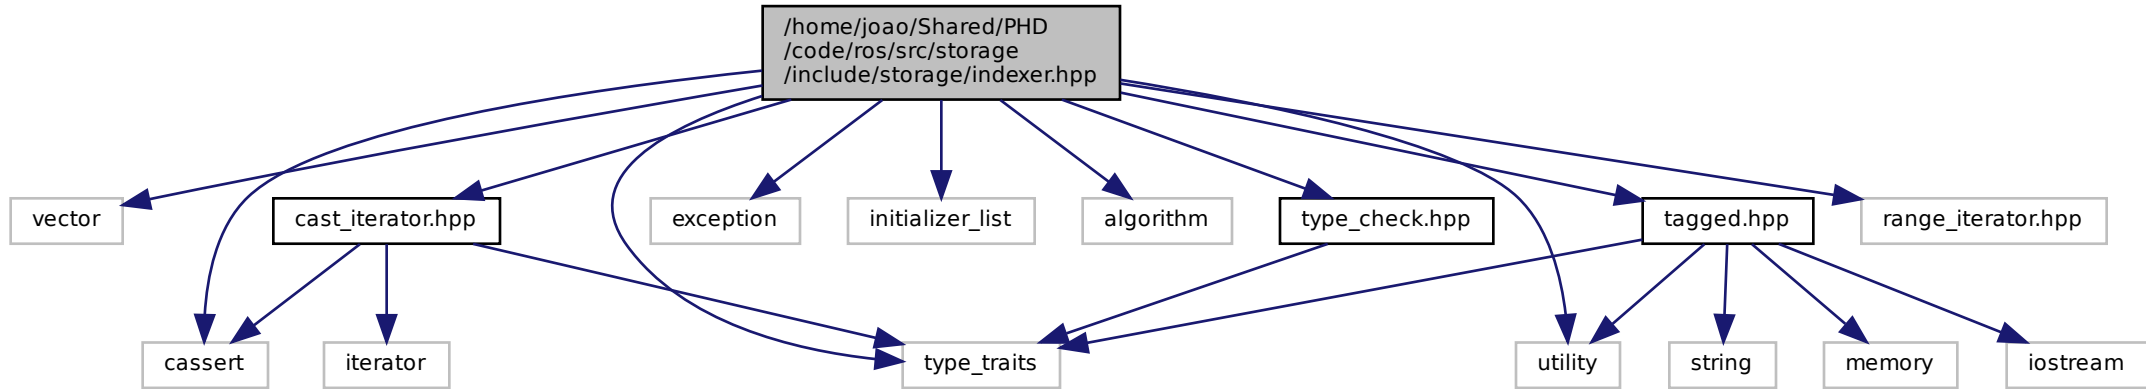 /home/joao/Shared/PHD
/code/ros/src/storage
/include/storage/indexer.hpp
vector
cast_iterator.hpp
exception
initializer_list
algorithm
type_check.hpp
tagged.hpp
range_iterator.hpp
cassert
iterator
type_traits
utility
string
memory
iostream